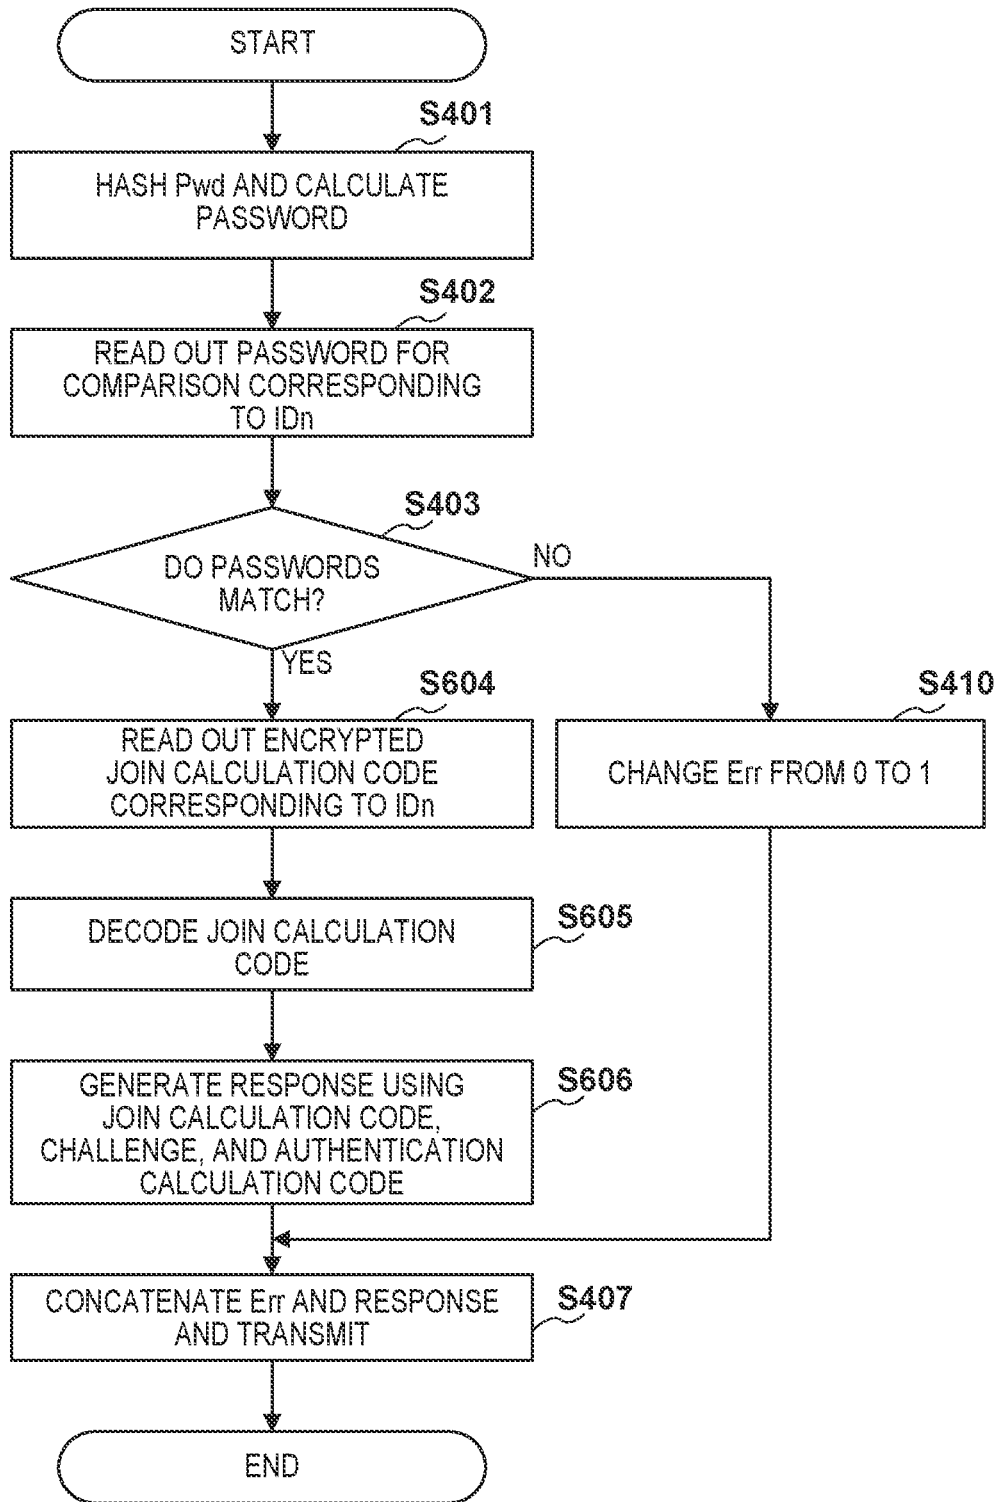 START
S401
HASH Pwd AND CALCULATE
PASSWORD
S402
READ OUT PASSWORD FOR
COMPARISON CORRESPONDING
TO IDn
S403
DO PASSWORDS
MATCH?
NO
YES
S604
READ OUT ENCRYPTED
JOIN CALCULATION CODE
CORRESPONDING TO IDn
S410
CHANGE Err FROM 0 TO 1
S605
DECODE JOIN CALCULATION
CODE
S606
GENERATE RESPONSE USING
JOIN CALCULATION CODE,
CHALLENGE, AND AUTHENTICATION
CALCULATION CODE
S407
CONCATENATE Err AND RESPONSE
AND TRANSMIT
END